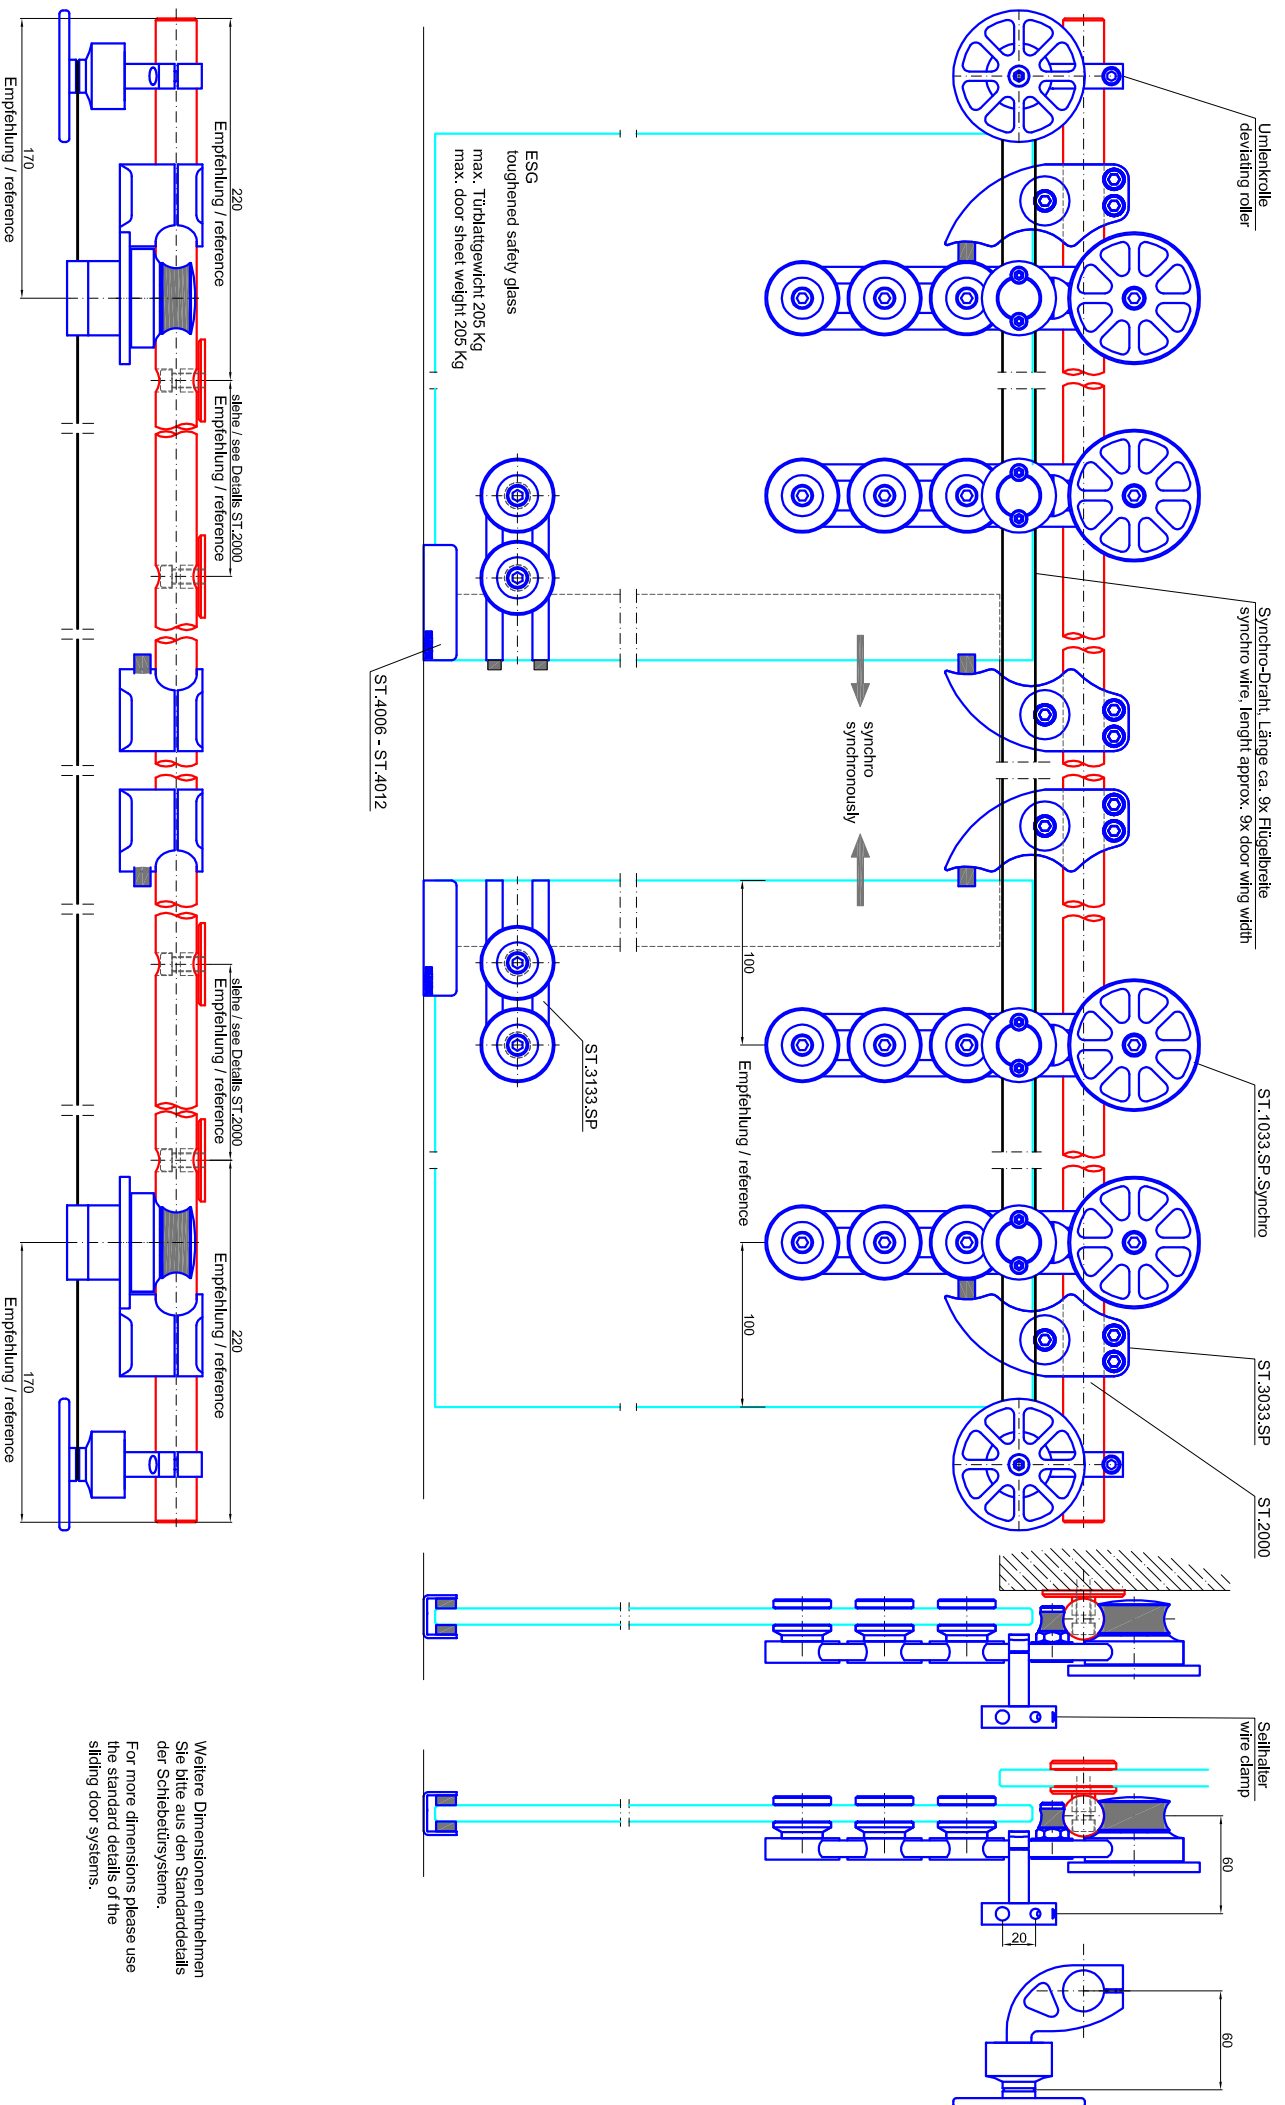 Umlenkrolle
deviating roller
Synchro-Draht, Länge ca. 9x Flügelbreite
synchro wire, lenght approx. 9x door wing width
ST.1033.SP.Synchro
ST.3033.SP
ST.2000
Seilhalter
wire clamp
60
20
60
ESG
toughened safety glass
max. Türblattgewicht 205 Kg
max. door sheet weight 205 Kg
synchro
synchronously
100
Empfehlung / reference
100
ST.3133.SP
ST.4006 - ST.4012
220
Empfehlung / reference
siehe / see Details ST.2000
Empfehlung / reference
siehe / see Details ST.2000
Empfehlung / reference
220
Empfehlung / reference
170
Empfehlung / reference
170
Empfehlung / reference
Weitere Dimensionen entnehmen
Sie bitte aus den Standarddetails
der Schiebetürsysteme.
For more dimensions please use
the standard details of the
sliding door systems.